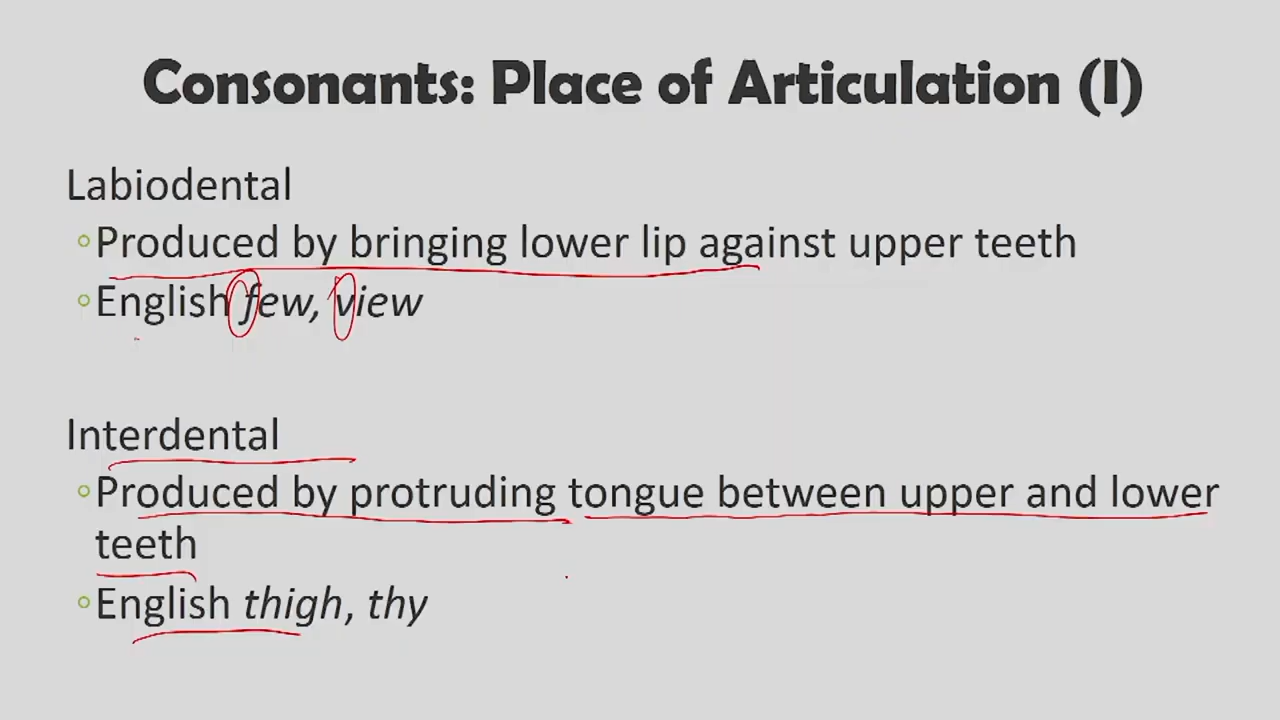 Consonants: Place of Articulation (I)
Labiodental
◦Produced by bringing lower lip against upper teeth
◦English few, view
Interdental
◦Produced by protruding tongue between upper and lower
teeth
◦English thigh, thy